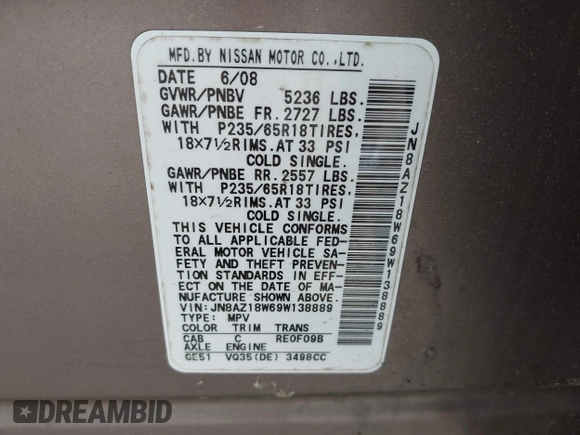 MFD.BY NISSAN MOTOR CO.,LTD.
DATE 6/08
GVWR/PNBV 5236 LBS.
GAWR/PNBE FR. 2727 LBS.
WITH P235/65R18TIRES,
18×7½RIMS.AT 33 PSI
COLD SINGLE.
GAWR/PNBE RR. 2557 LBS.
WITH P235/65R18TIRES,
18×7½RIMS.AT 33 PSI
COLD SINGLE.
THIS VEHICLE CONFORMS
TO ALL APPLICABLE FED-
ERAL MOTOR VEHICLE SA-
FETY AND THEFT PREVEN-
TION STANDARDS IN EFF-
ECT ON THE DATE OF MA-
NUFACTURE SHOWN ABOVE.
VIN:JN8AZ18W69W138889
TYPE: MPV
COLOR TRIM TRANS
CAB C RE0F09B
AXLE ENGINE
GE51 VQ35(DE) 3498CC
JN8AZ18W69W138889
DREAMBID